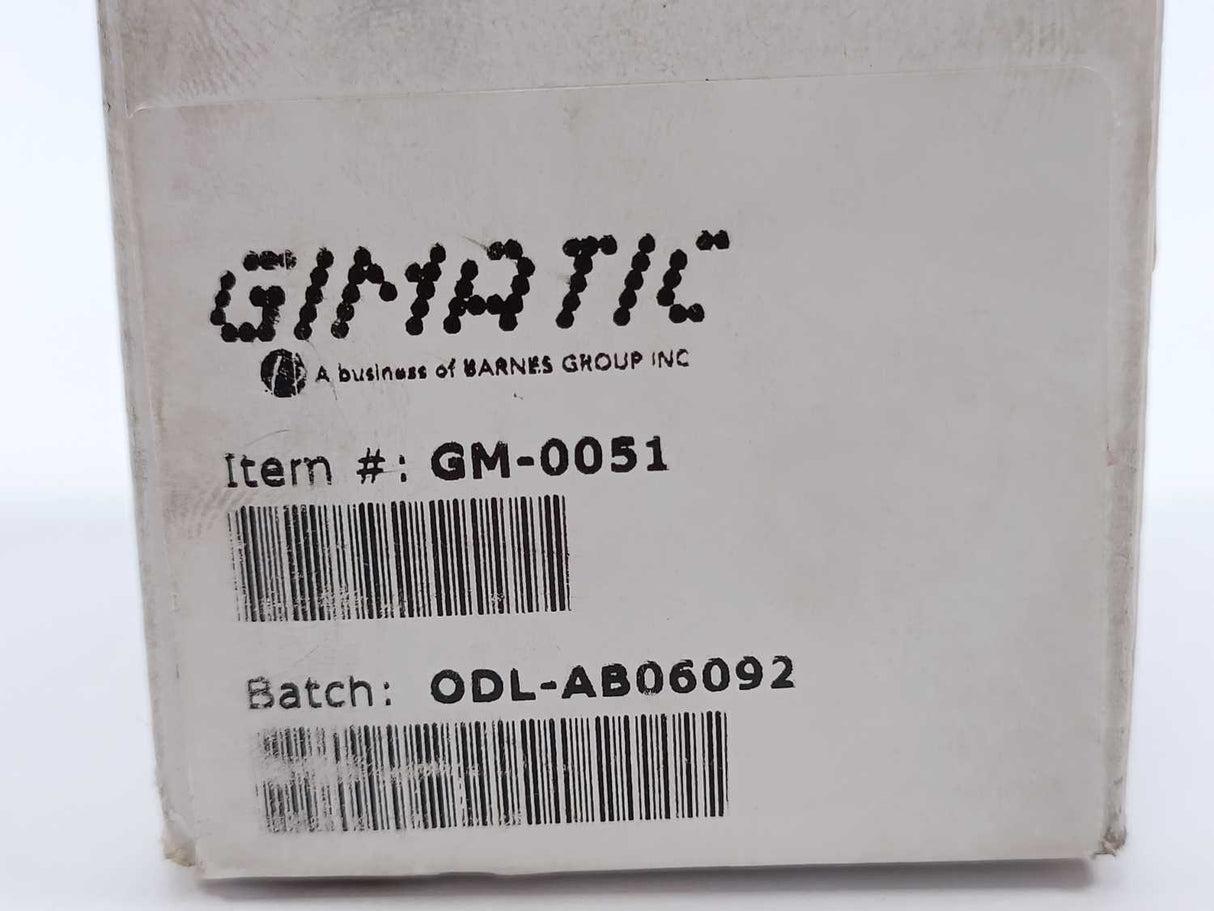 GIMATIC
A business of BARNES GROUP INC
Item #: GM-0051
Batch: ODL-AB06092